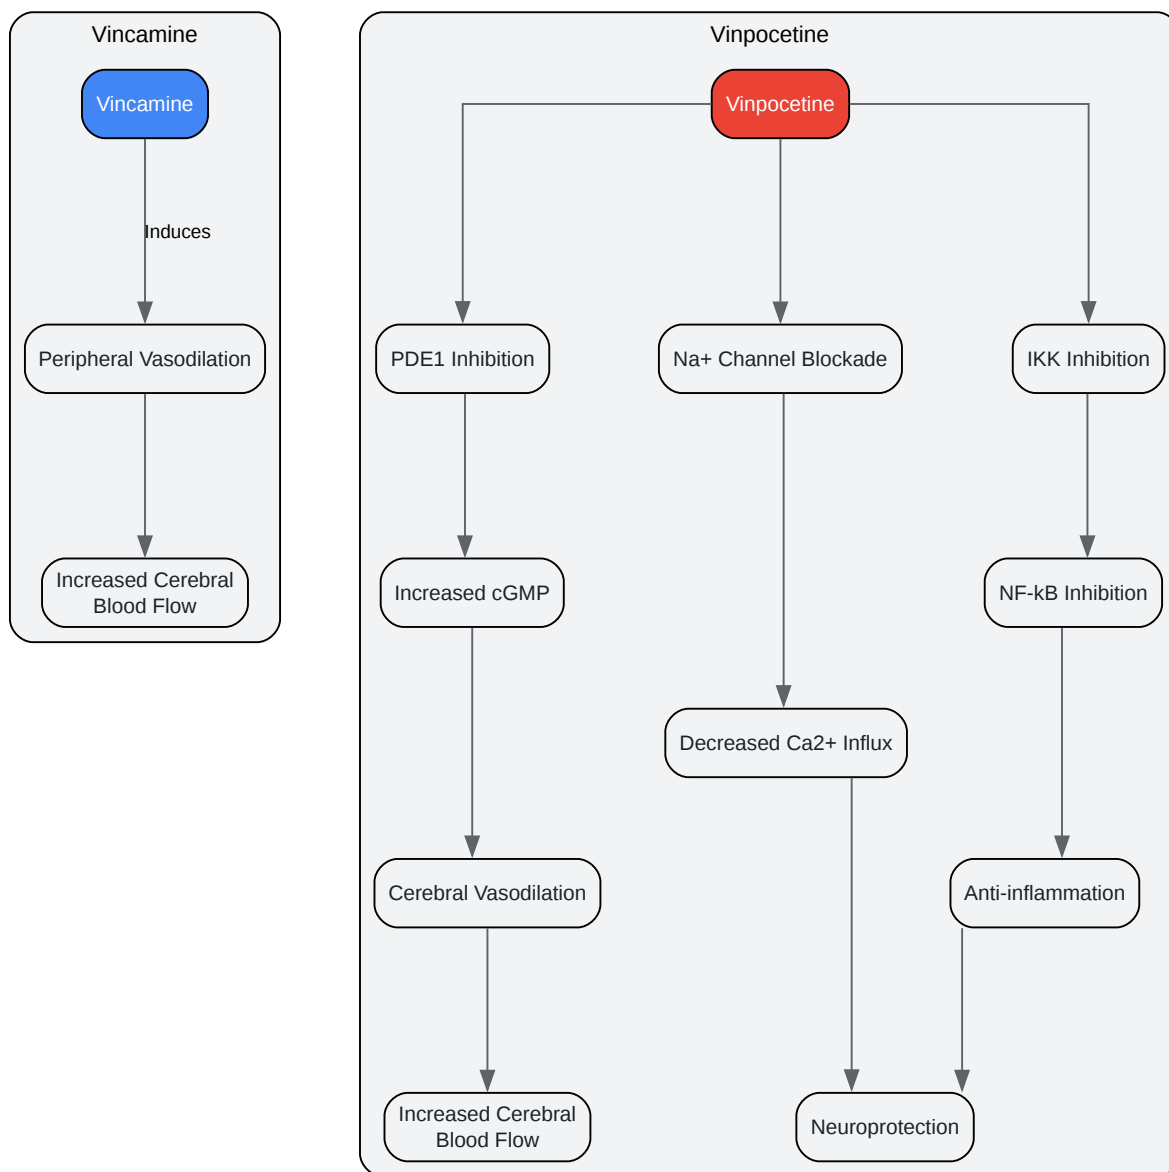 Vincamine
Vincamine
Induces
Peripheral Vasodilation
Increased Cerebral
Blood Flow
Vinpocetine
Vinpocetine
PDE1 Inhibition
Na+ Channel Blockade
IKK Inhibition
Increased cGMP
NF-kB Inhibition
Decreased Ca2+ Influx
Cerebral Vasodilation
Anti-inflammation
Increased Cerebral
Blood Flow
Neuroprotection